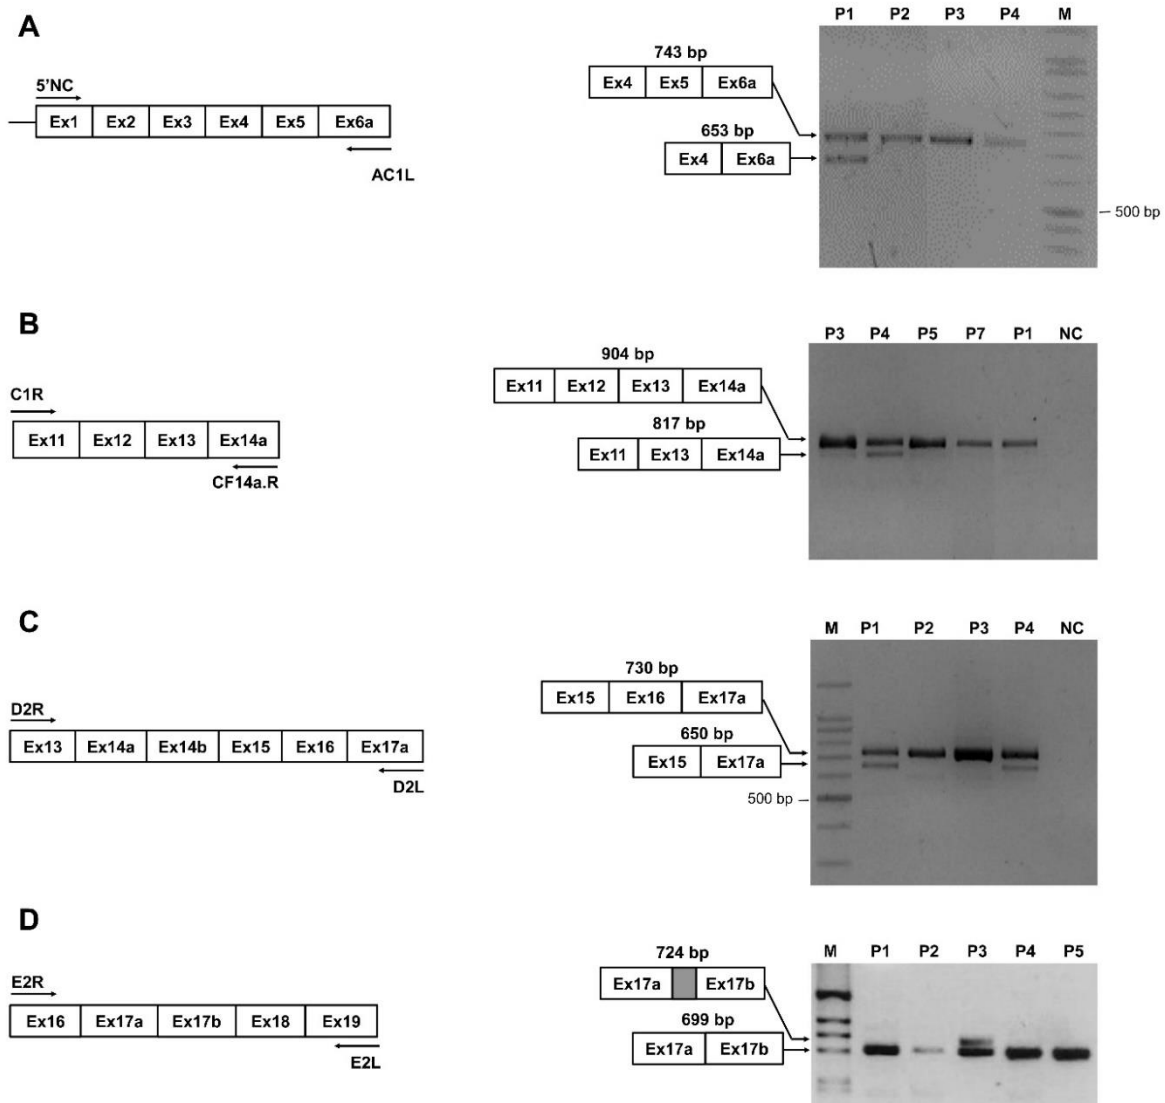 A
5'NC
Ex1 Ex2 Ex3 Ex4 Ex5 Ex6a
AC1L
743 bp
Ex4 Ex5 Ex6a
653 bp
Ex4 Ex6a
P1 P2 P3 P4 M
500 bp
B
C1R
Ex11 Ex12 Ex13 Ex14a
CF14a.R
904 bp
Ex11 Ex12 Ex13 Ex14a
817 bp
Ex11 Ex13 Ex14a
P3 P4 P5 P7 P1 NC
C
D2R
Ex13 Ex14a Ex14b Ex15 Ex16 Ex17a
D2L
730 bp
Ex15 Ex16 Ex17a
650 bp
Ex15 Ex17a
500 bp
M P1 P2 P3 P4 NC
D
E2R
Ex16 Ex17a Ex17b Ex18 Ex19
E2L
724 bp
Ex17a Ex17b
699 bp
Ex17a Ex17b
M P1 P2 P3 P4 P5